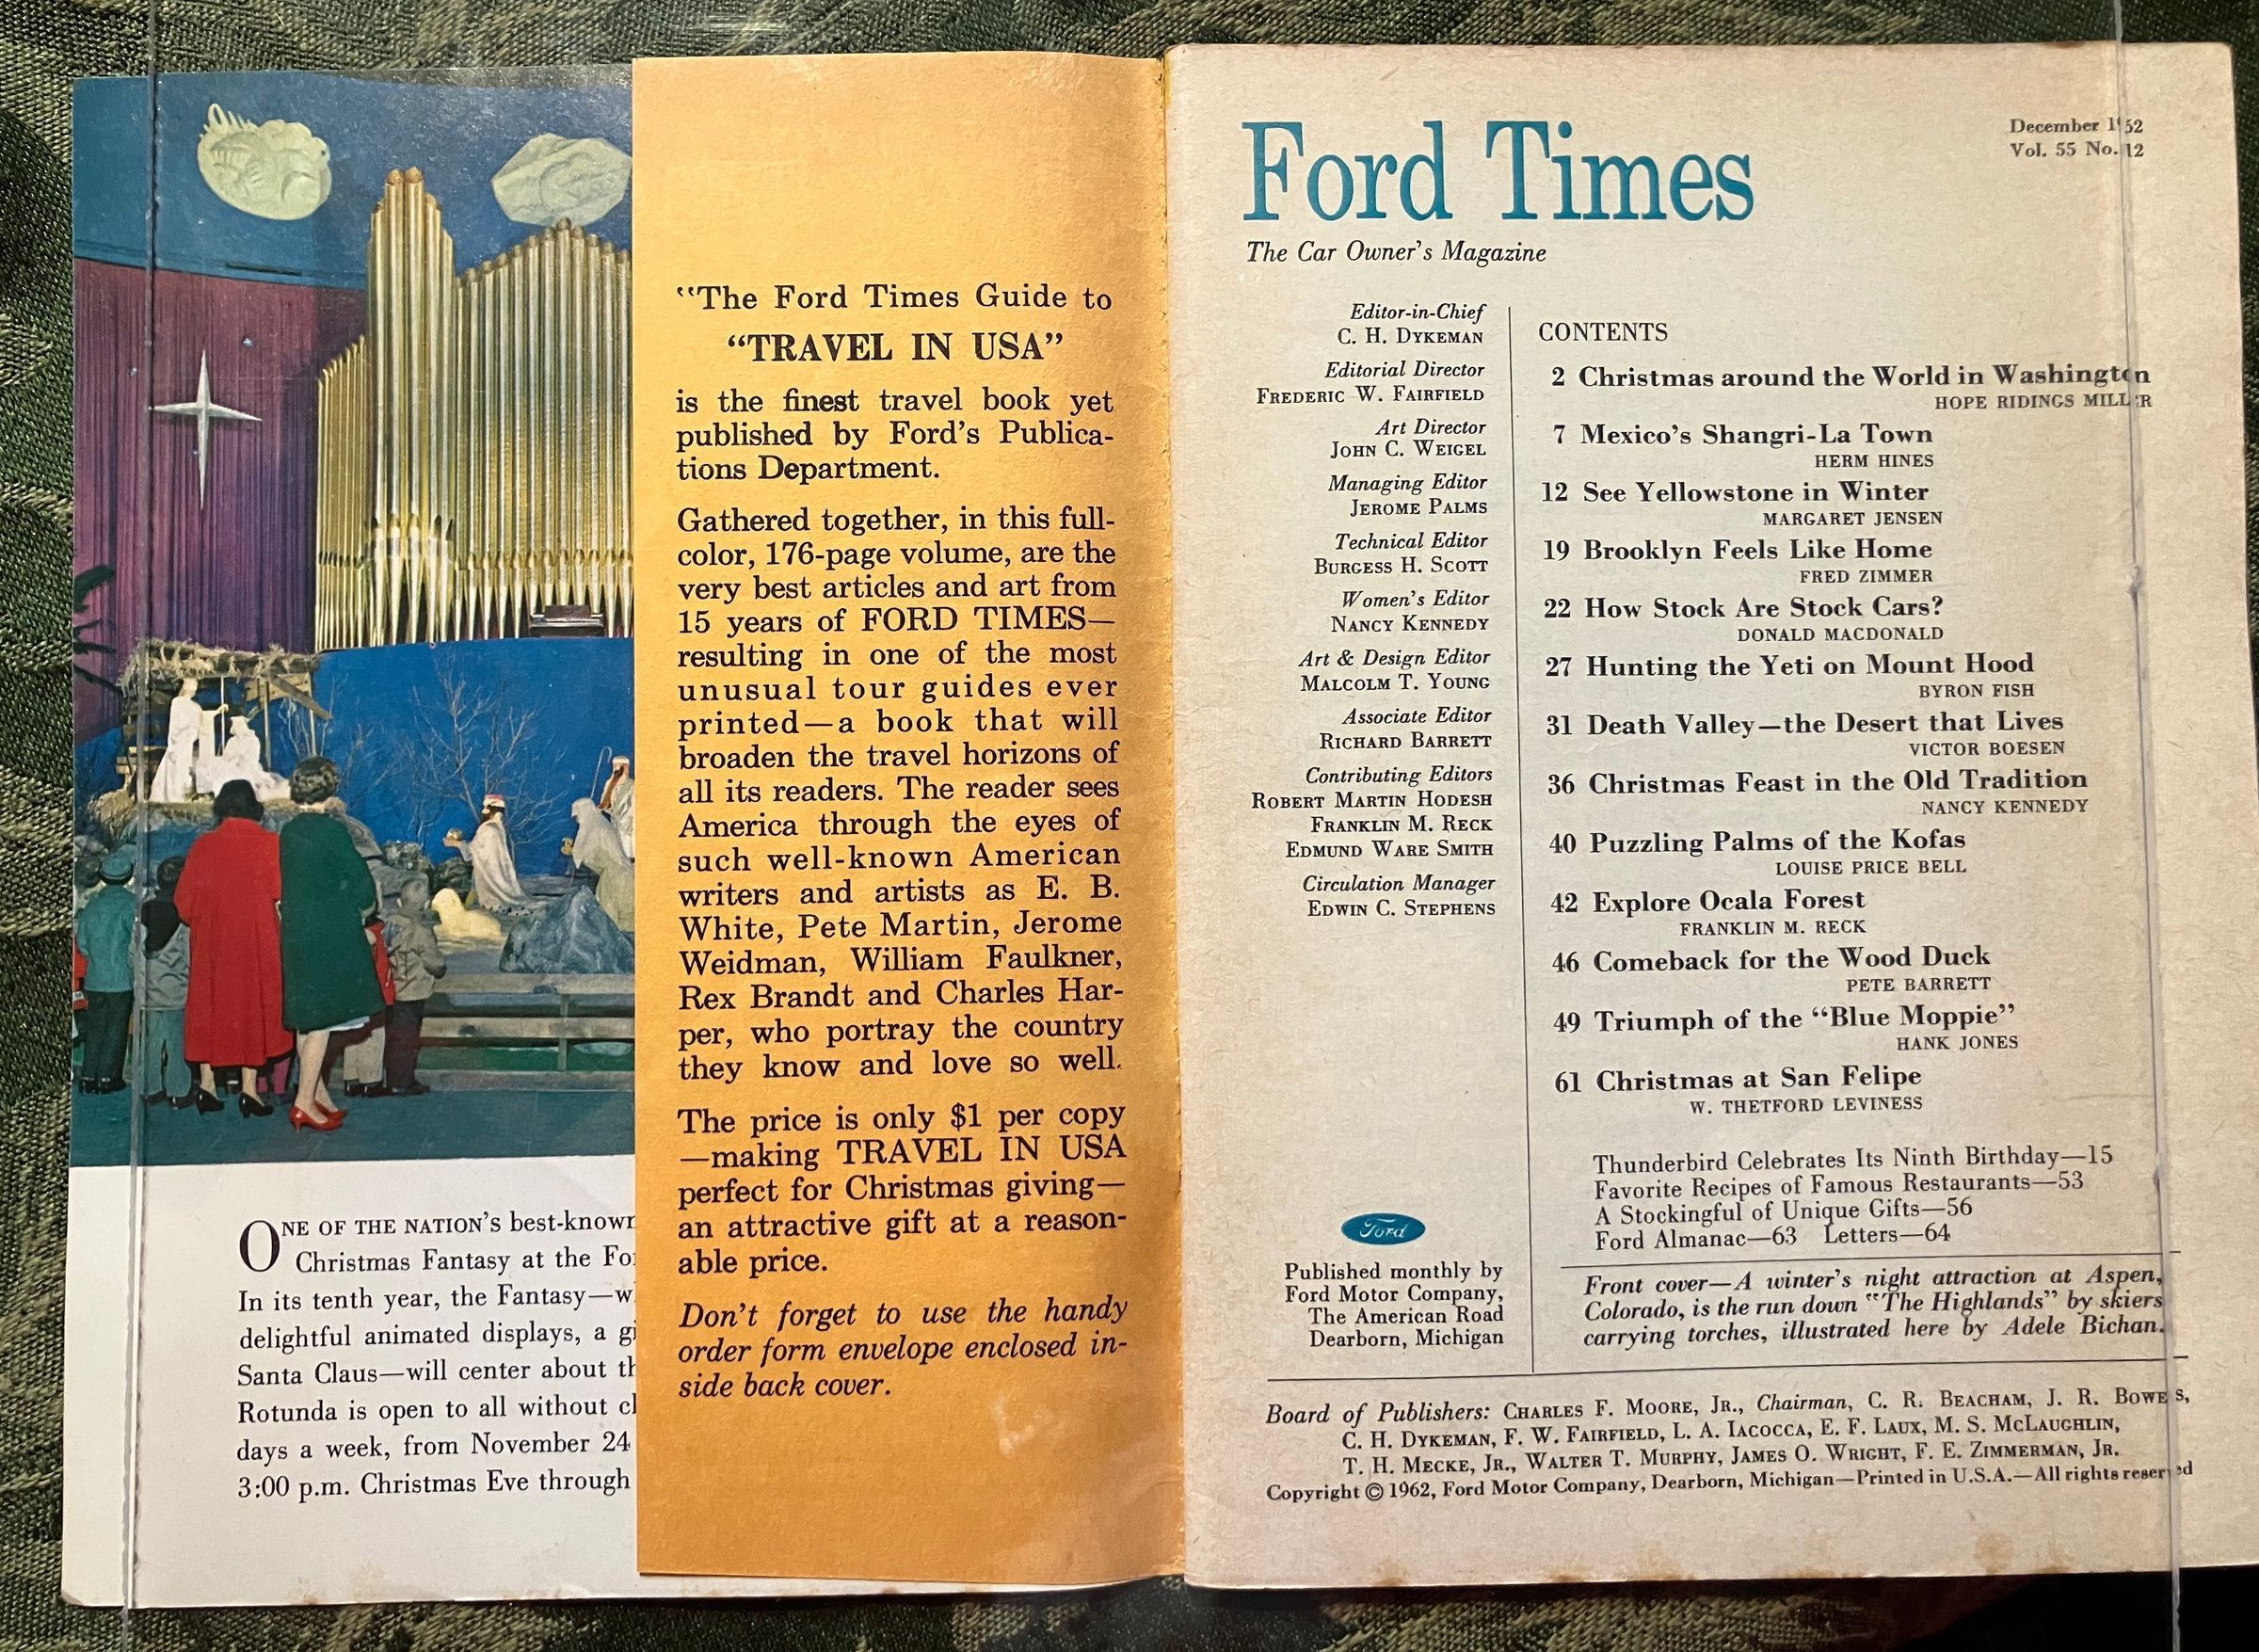 ONE OF THE NATION'S best-known
Christmas Fantasy at the Fo
In its tenth year, the Fantasy—w
delightful animated displays, a gi
Santa Claus—will center about th
Rotunda is open to all without cl
days a week, from November 24
3:00 p.m. Christmas Eve through
"The Ford Times Guide to
"TRAVEL IN USA"
is the finest travel book yet
published by Ford's Publica-
tions Department.
Gathered together, in this full-
color, 176-page volume, are the
very best articles and art from
15 years of FORD TIMES—
resulting in one of the most
unusual tour guides ever
printed—a book that will
broaden the travel horizons of
all its readers. The reader sees
America through the eyes of
such well-known American
writers and artists as E. B.
White, Pete Martin, Jerome
Weidman, William Faulkner,
Rex Brandt and Charles Har-
per, who portray the country
they know and love so well.
The price is only $1 per copy
—making TRAVEL IN USA
perfect for Christmas giving—
an attractive gift at a reason-
able price.
Don't forget to use the handy
order form envelope enclosed in-
side back cover.
Ford Times
December 1962
Vol. 55 No. 12
The Car Owner's Magazine
Editor-in-Chief
C. H. DYKEMAN
Editorial Director
FREDERIC W. FAIRFIELD
Art Director
JOHN C. WEIGEL
Managing Editor
JEROME PALMS
Technical Editor
BURGESS H. SCOTT
Women's Editor
NANCY KENNEDY
Art & Design Editor
MALCOLM T. YOUNG
Associate Editor
RICHARD BARRETT
Contributing Editors
ROBERT MARTIN HODESH
FRANKLIN M. RECK
EDMUND WARE SMITH
Circulation Manager
EDWIN C. STEPHENS
Ford
Published monthly by
Ford Motor Company,
The American Road
Dearborn, Michigan
CONTENTS
2 Christmas around the World in Washington
HOPE RIDINGS MILLER
7 Mexico's Shangri-La Town
HERM HINES
12 See Yellowstone in Winter
MARGARET JENSEN
19 Brooklyn Feels Like Home
FRED ZIMMER
22 How Stock Are Stock Cars?
DONALD MACDONALD
27 Hunting the Yeti on Mount Hood
BYRON FISH
31 Death Valley—the Desert that Lives
VICTOR BOESEN
36 Christmas Feast in the Old Tradition
NANCY KENNEDY
40 Puzzling Palms of the Kofas
LOUISE PRICE BELL
42 Explore Ocala Forest
FRANKLIN M. RECK
46 Comeback for the Wood Duck
PETE BARRETT
49 Triumph of the "Blue Moppie"
HANK JONES
61 Christmas at San Felipe
W. THETFORD LEVINESS
Thunderbird Celebrates Its Ninth Birthday—15
Favorite Recipes of Famous Restaurants—53
A Stockingful of Unique Gifts—56
Ford Almanac—63 Letters—64
Front cover—A winter's night attraction at Aspen,
Colorado, is the run down "The Highlands" by skiers
carrying torches, illustrated here by Adele Bichan.
Board of Publishers: CHARLES F. MOORE, JR., Chairman, C. R. BEACHAM, J. R. BOWERS,
C. H. DYKEMAN, F. W. FAIRFIELD, L. A. IACOCCA, E. F. LAUX, M. S. MCLAUGHLIN,
T. H. MECKE, JR., WALTER T. MURPHY, JAMES O. WRIGHT, F. E. ZIMMERMAN, JR.
Copyright © 1962, Ford Motor Company, Dearborn, Michigan—Printed in U.S.A.—All rights reserved